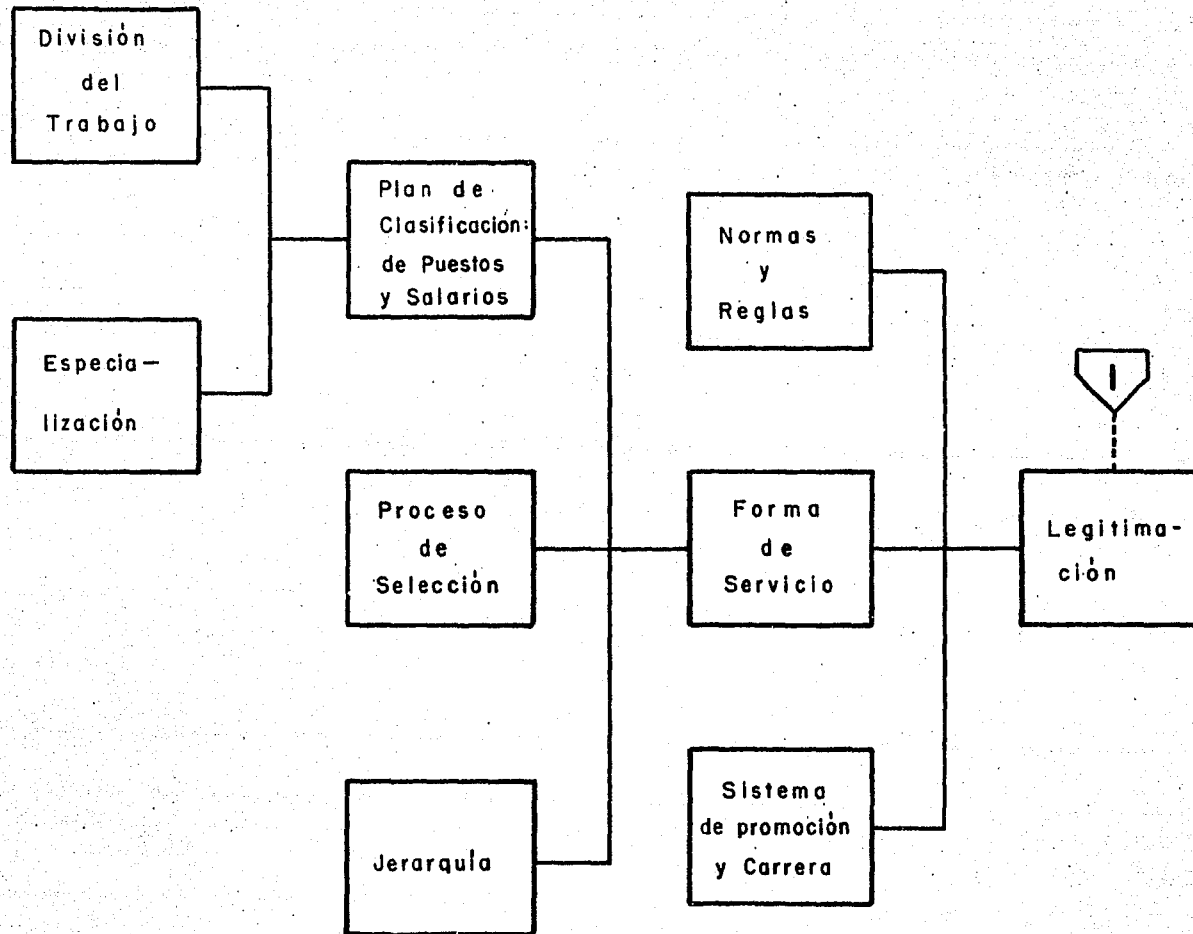 División
del
Trabajo
Especia—
lización
Plan de
Clasificación:
de Puestos
y Salarios
Proceso
de
Selección
Jerarquía
Normas
y
Reglas
Forma
de
Servicio
Sistema
de promoción
y Carrera
I
Legitima-
ción